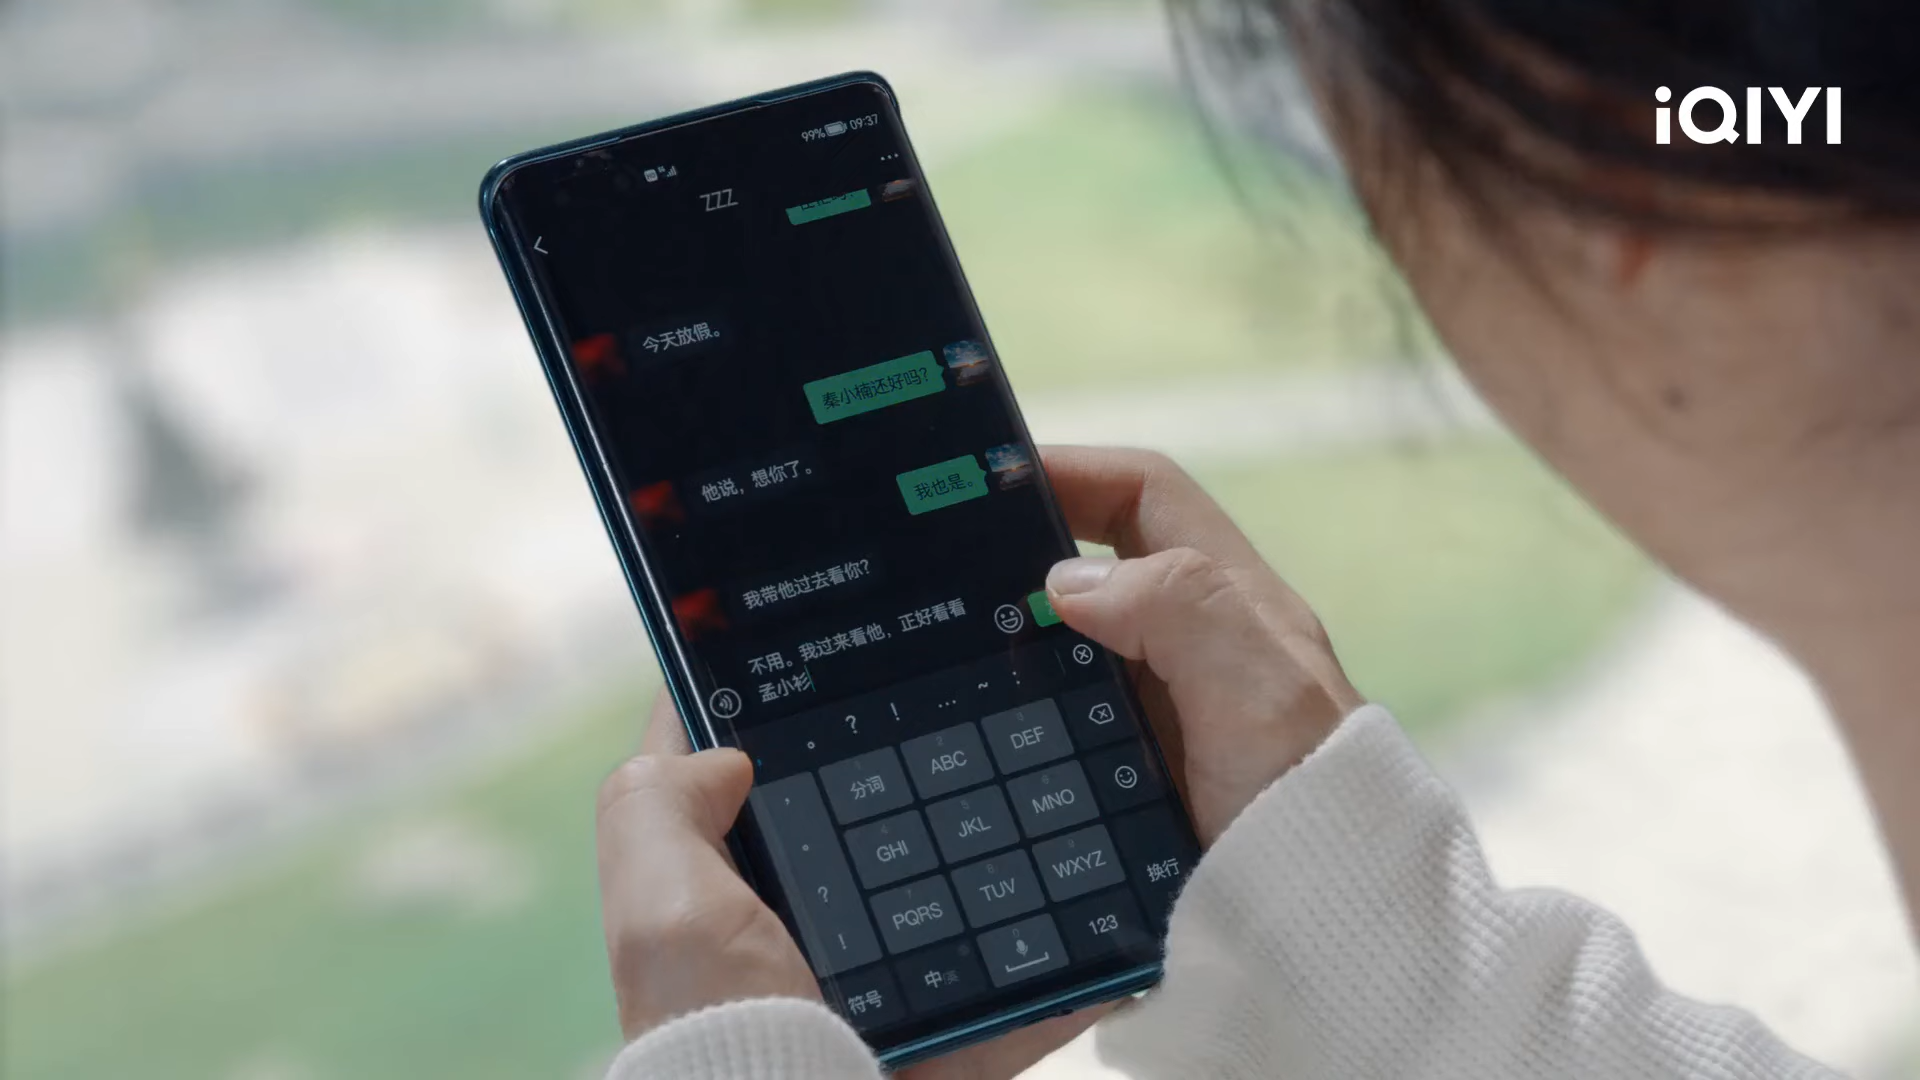 iQIYI
99% 09:37
ZZZ
今天放假。
秦小楠还好吗?
他说，想你了。
我也是。
我带他过去看你?
不用。我过来看他，正好看看
孟小衫
。 ? ! … ~ :
分词 ABC DEF
GHI JKL MNO
PQRS TUV WXYZ 换行
符号 中/英 123